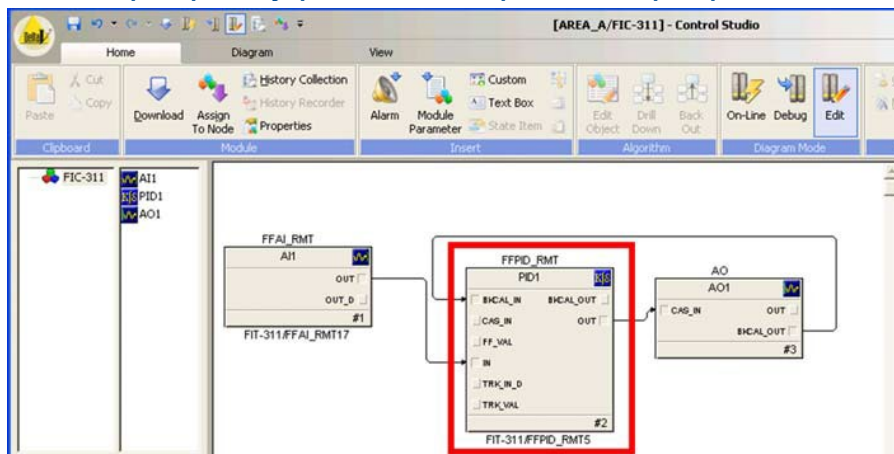 [AREA_A/FIC-311] - Control Studio
Home Diagram View
Cut
Copy
Paste
Clipboard
Download
Assign To Node
History Collection
History Recorder
Properties
Module
Alarm
Module Parameter
Custom
Text Box
State Item
Insert
Edit Object
Drill Down
Back Out
Algorithm
On-Line
Debug
Edit
Diagram Mode
FIC-311
AI1
PID1
AO1
FFAI_RMT
AI1
OUT
OUT_D
#1
FIT-311/FFAI_RMT17
FFPID_RMT
PID1
BKCAL_IN BKCAL_OUT
CAS_IN OUT
FF_VAL
IN
TRK_IN_D
TRK_VAL
#2
FIT-311/FFPID_RMT5
AO
AO1
CAS_IN OUT
BKCAL_OUT
#3